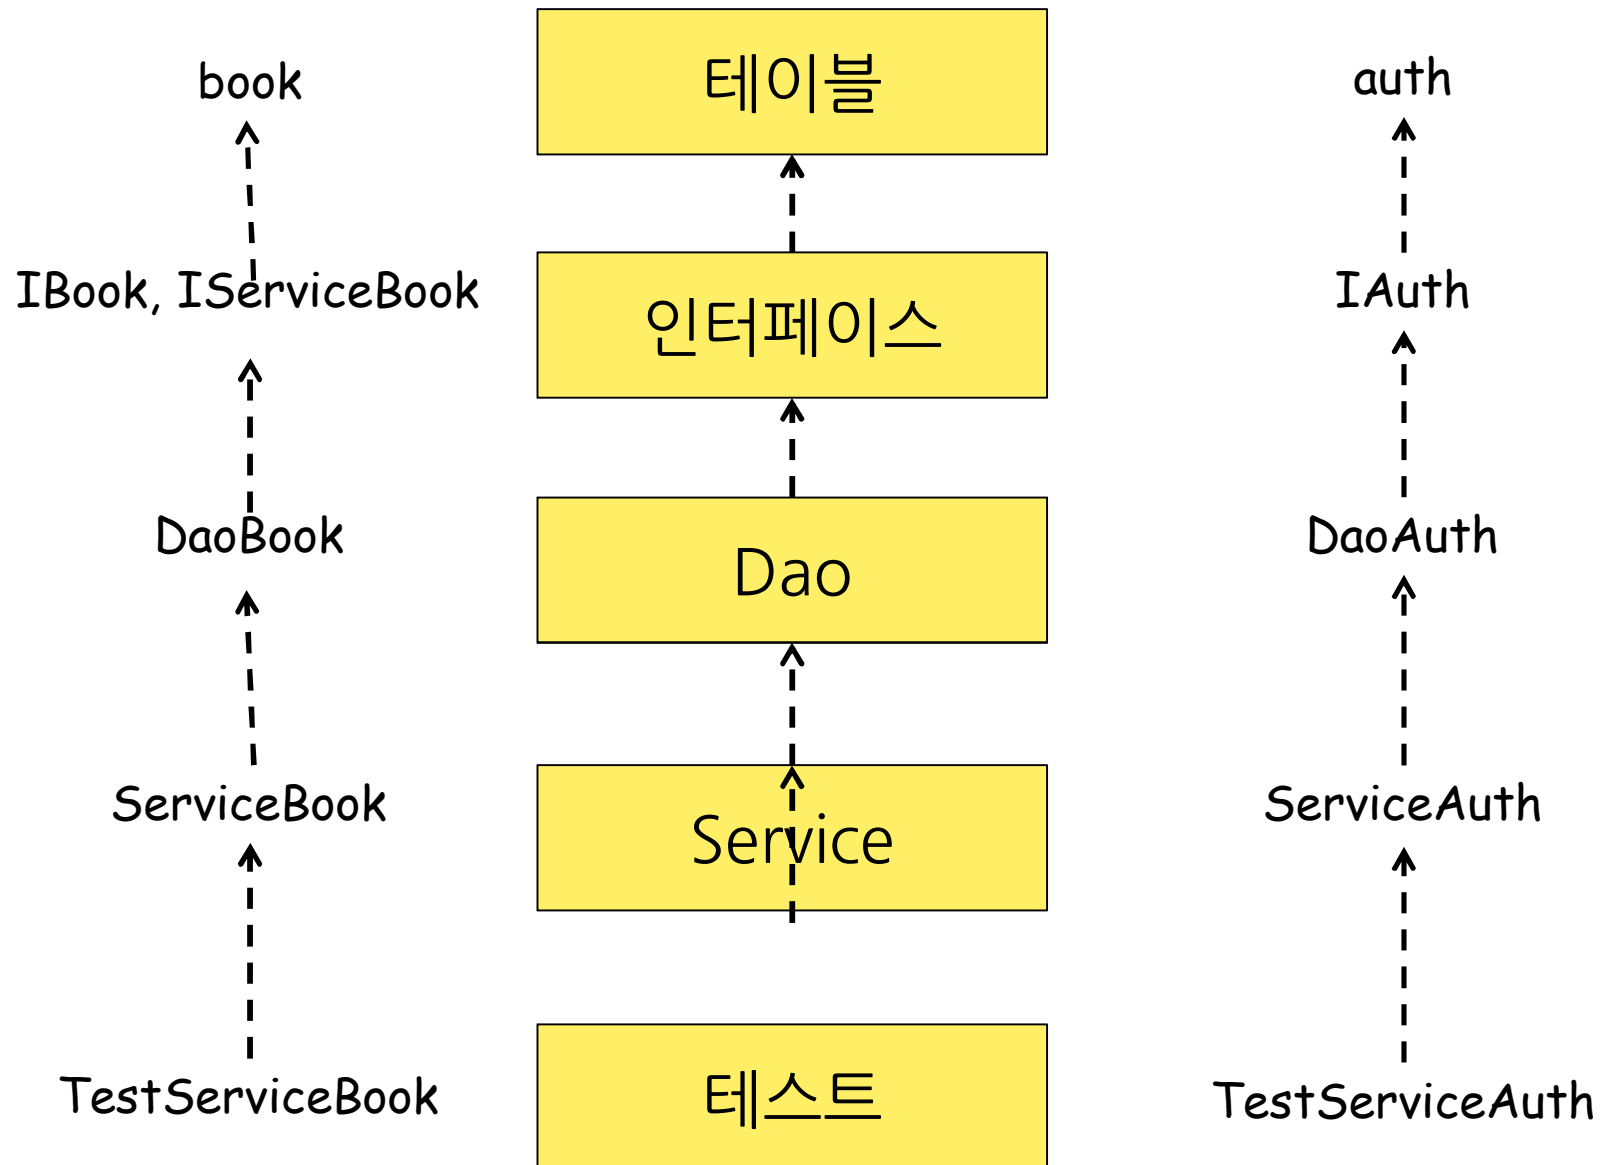 book
테이블
auth
IBook, IServiceBook
인터페이스
IAuth
DaoBook
Dao
DaoAuth
ServiceBook
Service
ServiceAuth
TestServiceBook
테스트
TestServiceAuth